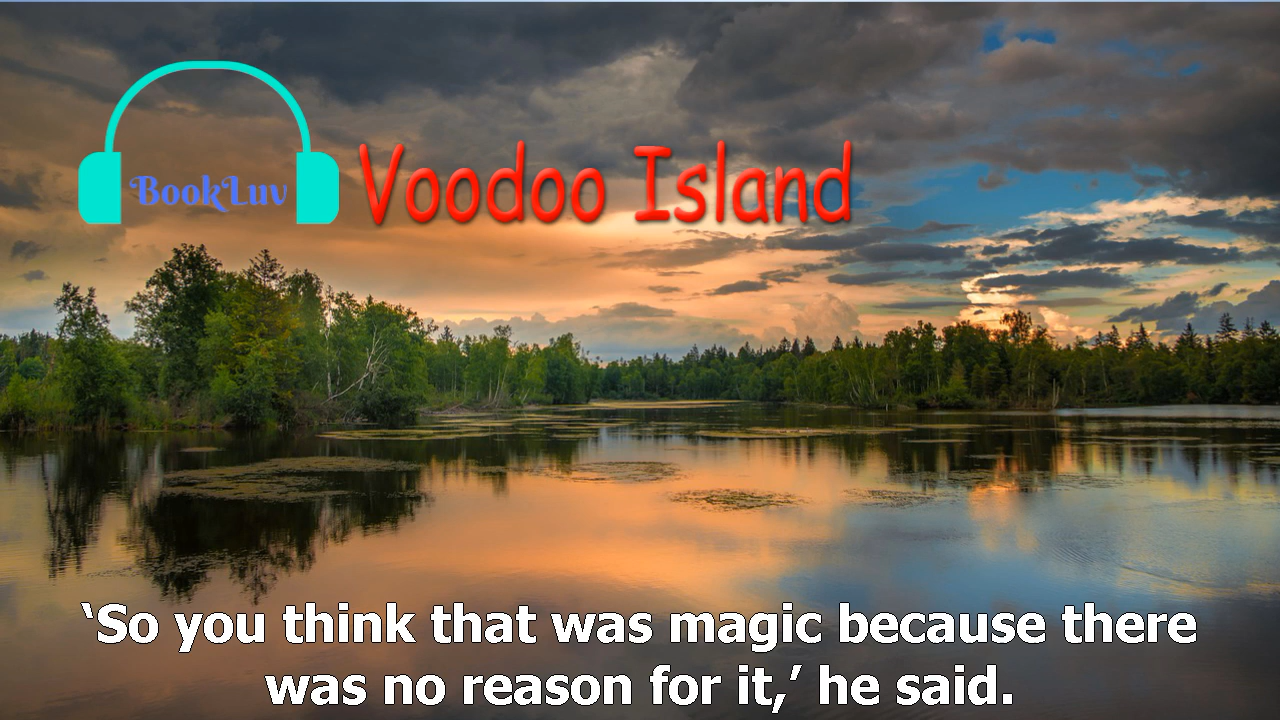 BookLuv
Voodoo Island
‘So you think that was magic because there
was no reason for it,’ he said.